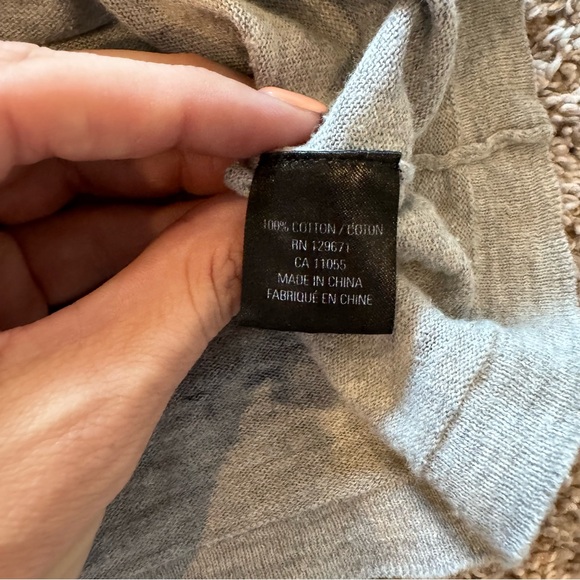 100% COTTON / COTON
RN 129671
CA 11055
MADE IN CHINA
FABRIQUÉ EN CHINE